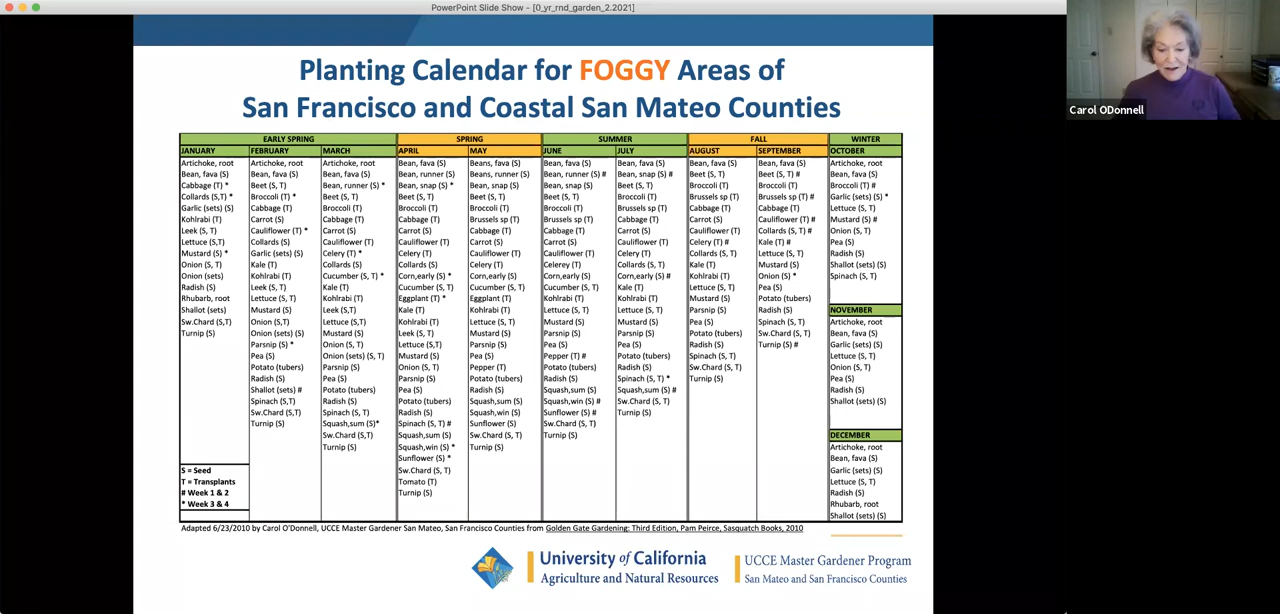 PowerPoint Slide Show - [0_yr_rnd_garden_2.2021]
Planting Calendar for FOGGY Areas of
San Francisco and Coastal San Mateo Counties
EARLY SPRING
SPRING
SUMMER
FALL
WINTER
JANUARY
Artichoke, root
Bean, fava (S)
Cabbage (T) *
Collards (S,T) *
Garlic (sets) (S)
Kohlrabi (T)
Leek (S, T)
Lettuce (S,T)
Mustard (S) *
Onion (S, T)
Onion (sets)
Radish (S)
Rhubarb, root
Shallot (sets)
Sw.Chard (S,T)
Turnip (S)
S = Seed
T = Transplants
# Week 1 & 2
* Week 3 & 4
FEBRUARY
Artichoke, root
Bean, fava (S)
Beet (S, T)
Broccoli (T) *
Cabbage (T)
Carrot (S)
Cauliflower (T) *
Collards (S)
Garlic (sets) (S)
Kale (T)
Kohlrabi (T)
Leek (S, T)
Lettuce (S, T)
Mustard (S)
Onion (S,T)
Onion (sets) (S)
Parsnip (S) *
Pea (S)
Potato (tubers)
Radish (S)
Shallot (sets) #
Spinach (S,T)
Sw.Chard (S,T)
Turnip (S)
MARCH
Artichoke, root
Bean, fava (S)
Bean, runner (S) *
Beet (S, T)
Broccoli (T)
Cabbage (T)
Carrot (S)
Cauliflower (T)
Celery (T) *
Collards (S)
Cucumber (S, T) *
Kale (T)
Kohlrabi (T)
Leek (S,T)
Lettuce (S,T)
Mustard (S)
Onion (S, T)
Onion (sets) (S, T)
Parsnip (S)
Pea (S)
Potato (tubers)
Radish (S)
Spinach (S, T)
Squash,sum (S)*
Sw.Chard (S,T)
Turnip (S)
APRIL
Bean, fava (S)
Bean, runner (S)
Bean, snap (S) *
Beet (S, T)
Broccoli (T)
Cabbage (T)
Carrot (S)
Cauliflower (T)
Celery (T)
Collards (S)
Corn,early (S) *
Cucumber (S, T)
Eggplant (T) *
Kale (T)
Kohlrabi (T)
Leek (S, T)
Lettuce (S,T)
Mustard (S)
Onion (S, T)
Parsnip (S)
Pea (S)
Potato (tubers)
Radish (S)
Spinach (S, T) #
Squash,sum (S)
Squash,win (S) *
Sunflower (S) *
Sw.Chard (S, T)
Tomato (T)
Turnip (S)
MAY
Beans, fava (S)
Beans, runner (S)
Bean, snap (S)
Beet (S, T)
Broccoli (T)
Brussels sp (T)
Cabbage (T)
Carrot (S)
Cauliflower (T)
Celery (T)
Corn,early (S)
Cucumber (S, T)
Eggplant (T)
Kohlrabi (T)
Lettuce (S, T)
Mustard (S)
Parsnip (S)
Pea (S)
Pepper (T)
Potato (tubers)
Radish (S)
Squash,sum (S)
Squash,win (S)
Sunflower (S)
Sw.Chard (S, T)
Turnip (S)
JUNE
Bean, fava (S)
Bean, runner (S) #
Bean, snap (S)
Beet (S, T)
Broccoli (T)
Brussels sp (T)
Cabbage (T)
Carrot (S)
Cauliflower (T)
Celerey (T)
Corn,early (S)
Cucumber (S, T)
Kohlrabi (T)
Lettuce (S, T)
Mustard (S)
Parsnip (S)
Pea (S)
Pepper (T) #
Potato (tubers)
Radish (S)
Squash,sum (S)
Squash,win (S) #
Sunflower (S) #
Sw.Chard (S, T)
Turnip (S)
JULY
Bean, fava (S)
Bean, snap (S) #
Beet (S, T)
Broccoli (T)
Brussels sp (T)
Cabbage (T)
Carrot (S)
Cauliflower (T)
Celery (T)
Collards (S, T)
Corn,early (S) #
Kale (T)
Kohlrabi (T)
Lettuce (S, T)
Mustard (S)
Parsnip (S)
Pea (S)
Potato (tubers)
Radish (S)
Spinach (S, T) *
Squash,sum (S) #
Sw.Chard (S, T)
Turnip (S)
AUGUST
Bean, fava (S)
Beet (S, T)
Broccoli (T)
Brussels sp (T)
Cabbage (T)
Carrot (S)
Cauliflower (T)
Celery (T) #
Collards (S, T)
Kale (T)
Kohlrabi (T)
Lettuce (S, T)
Mustard (S)
Parsnip (S)
Pea (S)
Potato (tubers)
Radish (S)
Spinach (S, T)
Sw.Chard (S, T)
Turnip (S)
SEPTEMBER
Bean, fava (S)
Beet (S, T) #
Broccoli (T)
Brussels sp (T) #
Cabbage (T)
Cauliflower (T) #
Collards (S, T) #
Kale (T) #
Lettuce (S, T)
Mustard (S)
Onion (S) *
Pea (S)
Potato (tubers)
Radish (S)
Spinach (S, T)
Sw.Chard (S, T)
Turnip (S) #
OCTOBER
Artichoke, root
Bean, fava (S)
Broccoli (T) #
Garlic (sets) (S) *
Lettuce (S, T)
Mustard (S) #
Onion (S, T)
Pea (S)
Radish (S)
Shallot (sets) (S)
Spinach (S, T)
NOVEMBER
Artichoke, root
Bean, fava (S)
Garlic (sets) (S)
Lettuce (S, T)
Onion (S, T)
Pea (S)
Radish (S)
Shallot (sets) (S)
DECEMBER
Artichoke, root
Bean, fava (S)
Garlic (sets) (S)
Lettuce (S, T)
Radish (S)
Rhubarb, root
Shallot (sets) (S)
Adapted 6/23/2010 by Carol O'Donnell, UCCE Master Gardener San Mateo, San Francisco Counties from Golden Gate Gardening: Third Edition, Pam Peirce, Sasquatch Books, 2010
University of California
Agriculture and Natural Resources
UCCE Master Gardener Program
San Mateo and San Francisco Counties
Carol ODonnell